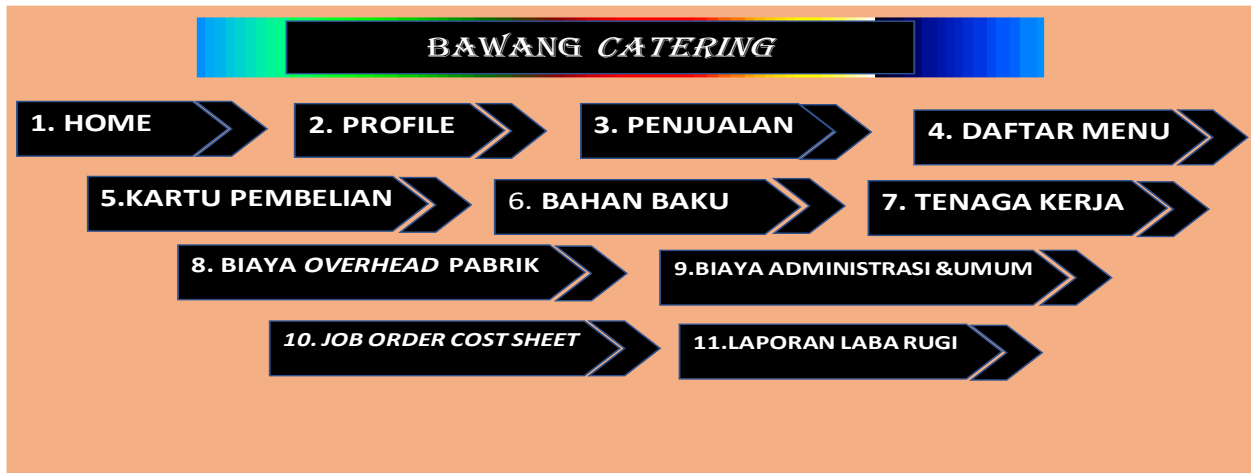 BAWANG CATERING
1. HOME
2. PROFILE
3. PENJUALAN
4. DAFTAR MENU
5.KARTU PEMBELIAN
6. BAHAN BAKU
7. TENAGA KERJA
8. BIAYA OVERHEAD PABRIK
9.BIAYA ADMINISTRASI &UMUM
10. JOB ORDER COST SHEET
11.LAPORAN LABA RUGI